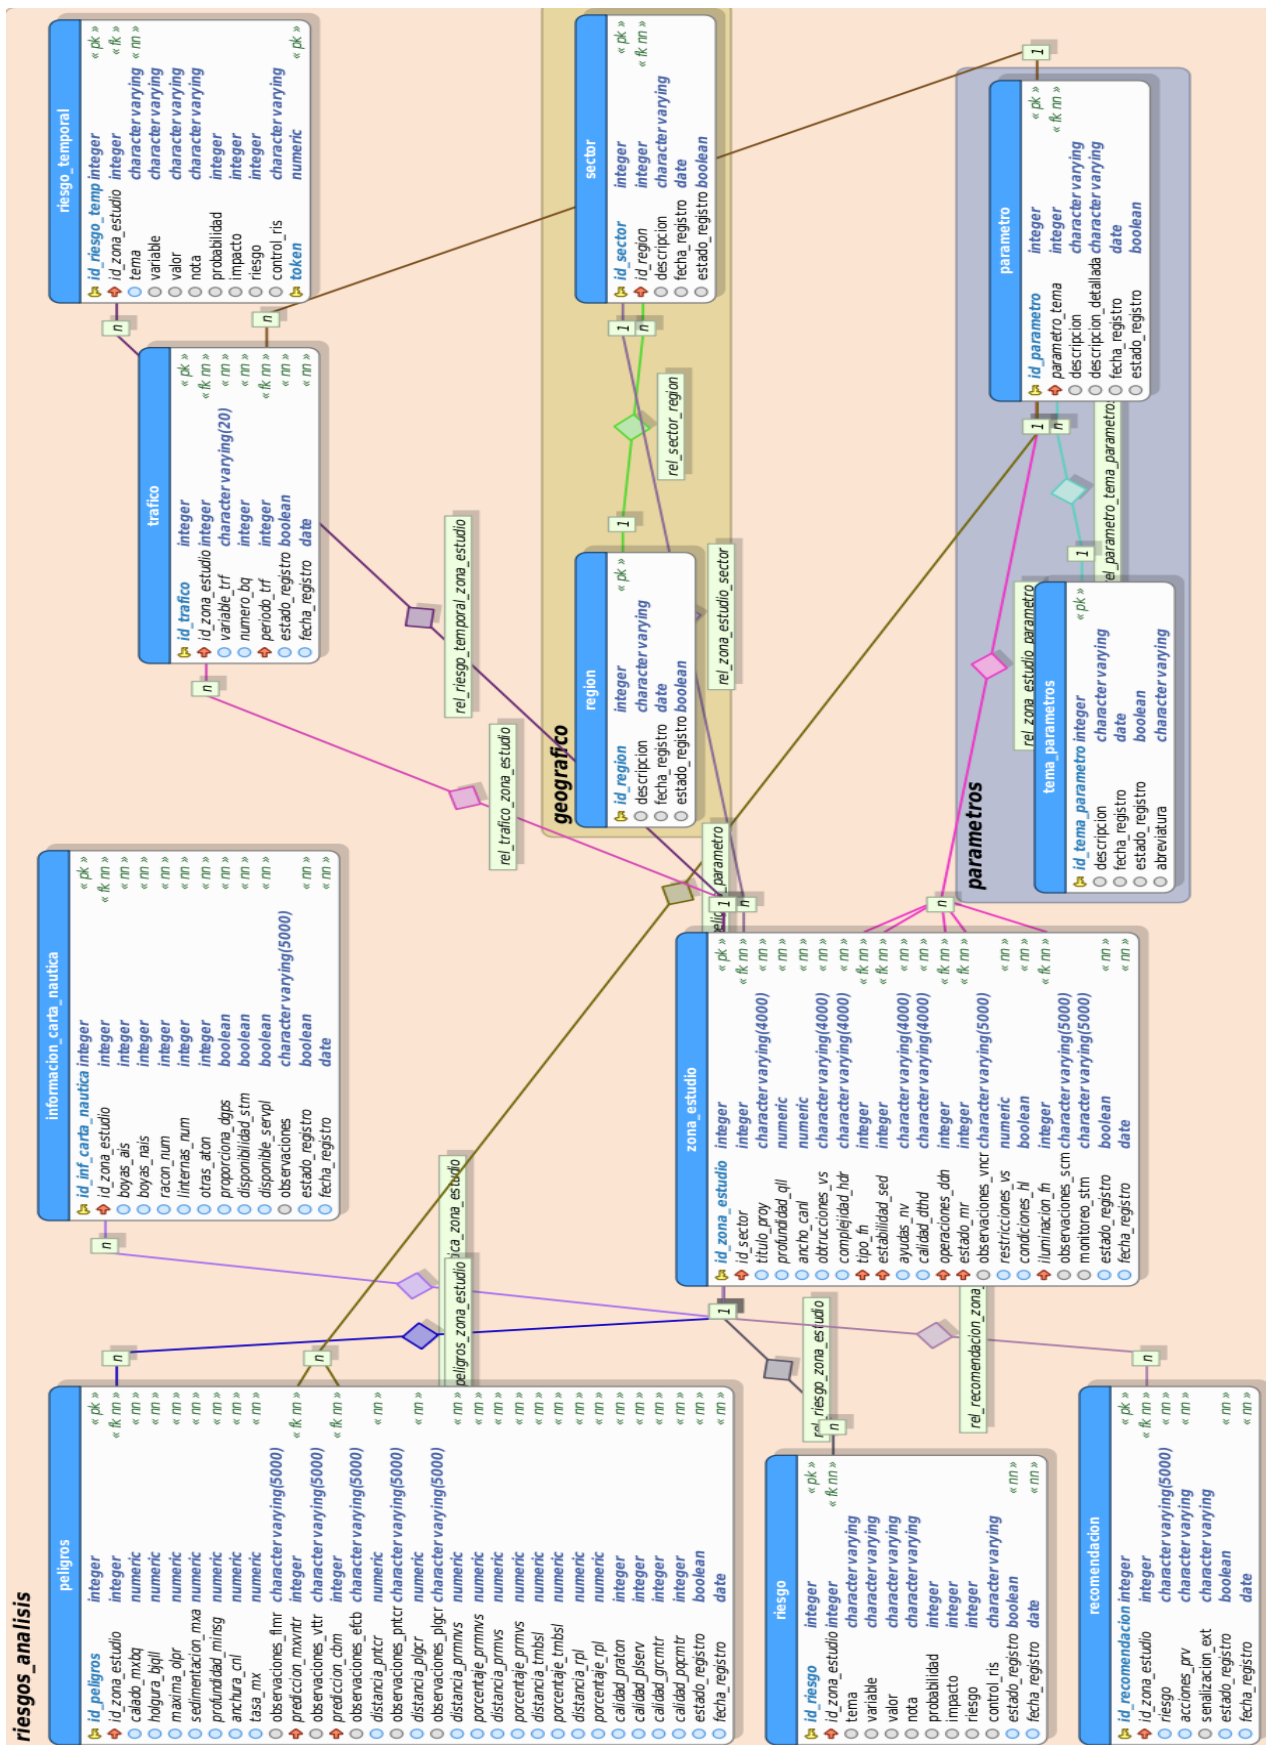 riesgos_analisis
peligros
id_peligros integer « pk »
id_zona_estudio integer « fk nn »
calado_mxbq numeric « nn »
holgura_bjqll numeric « nn »
maxima_olpr numeric « nn »
sedimentacion_mxa numeric « nn »
profundidad_minsg numeric « nn »
anchura_cnl numeric « nn »
tasa_mx numeric « nn »
observaciones_flmr character varying(5000)
prediccion_mxvntr integer « fk nn »
observaciones_vttr character varying(5000)
prediccion_cbm integer « fk nn »
observaciones_efcb character varying(5000)
distancia_pntcr numeric « nn »
observaciones_pntcr character varying(5000)
distancia_plgcr numeric « nn »
observaciones_plgcr character varying(5000)
distancia_prmnvs numeric « nn »
porcentaje_prmnvs numeric « nn »
distancia_prmvs numeric « nn »
porcentaje_prmvs numeric « nn »
distancia_tmbsl numeric « nn »
porcentaje_tmbsl numeric « nn »
distancia_rpl numeric « nn »
porcentaje_rpl numeric « nn »
calidad_praton integer « nn »
calidad_plserv integer « nn »
calidad_grcmtr integer « nn »
calidad_pqcmtr integer « nn »
estado_registro boolean « nn »
fecha_registro date « nn »
riesgo
id_riesgo integer « pk »
id_zona_estudio integer « fk nn »
tema character varying
variable character varying
valor character varying
nota character varying
probabilidad integer
impacto integer
riesgo integer
control_ris character varying
estado_registro boolean « nn »
fecha_registro date « nn »
recomendacion
id_recomendacion integer « pk »
id_zona_estudio integer « fk nn »
riesgo character varying(5000) « nn »
acciones_prv character varying « nn »
senalizacion_ext character varying
estado_registro boolean « nn »
fecha_registro date « nn »
n
n
n
n
peligros_zona_estudio
ica_zona_estudio
rel_riesgo_zona_estudio
rel_recomendacion_zona_
1
n
informacion_carta_nautica
id_inf_carta_nautica integer « pk »
id_zona_estudio integer « fk nn »
boyas_ais integer « nn »
boyas_nais integer « nn »
racon_num integer « nn »
linternas_num integer « nn »
otras_aton integer « nn »
proporciona_dgps boolean « nn »
disponibilidad_stm boolean « nn »
disponible_servpl boolean « nn »
observaciones character varying(5000)
estado_registro boolean « nn »
fecha_registro date « nn »
zona_estudio
id_zona_estudio integer « pk »
id_sector integer « fk nn »
titulo_proy character varying(4000) « nn »
profundidad_qll numeric « nn »
ancho_canl numeric « nn »
obtrucciones_vs character varying(4000) « nn »
complejidad_hdr character varying(4000) « nn »
tipo_fn integer « fk nn »
estabilidad_sed integer « fk nn »
ayudas_nv character varying(4000) « nn »
calidad_dthd character varying(4000) « nn »
operaciones_ddn integer « fk nn »
estado_mr integer « fk nn »
observaciones_vncr character varying(5000)
restricciones_vs numeric « nn »
condiciones_hl boolean « nn »
iluminacion_fn integer « fk nn »
observaciones_scm character varying(5000)
monitoreo_stm character varying(5000)
estado_registro boolean « nn »
fecha_registro date « nn »
1
n
n
_parametro
rel_trafico_zona_estudio
rel_riesgo_temporal_zona_estudio
rel_zona_estudio_sector
rel_zona_estudio_parametro
n
trafico
id_trafico integer « pk »
id_zona_estudio integer « fk nn »
variable_trf character varying(20) « nn »
numero_bq integer « nn »
periodo_trf integer « fk nn »
estado_registro boolean « nn »
fecha_registro date « nn »
geografico
region
id_region integer « pk »
descripcion character varying
fecha_registro date
estado_registro boolean
1
rel_sector_region
1
n
parametros
tema_parametros
id_tema_parametro integer « pk »
descripcion character varying
fecha_registro date
estado_registro boolean
abreviatura character varying
1
el_parametro_tema_parametro
1
n
n
n
riesgo_temporal
id_riesgo_temp integer « pk »
id_zona_estudio integer « fk »
tema character varying « nn »
variable character varying
valor character varying
nota character varying
probabilidad integer
impacto integer
riesgo integer
control_ris character varying
token numeric « pk »
sector
id_sector integer « pk »
id_region integer « fk nn »
descripcion character varying
fecha_registro date
estado_registro boolean
parametro
id_parametro integer « pk »
parametro_tema integer « fk nn »
descripcion character varying
descripcion_detallada character varying
fecha_registro date
estado_registro boolean
1